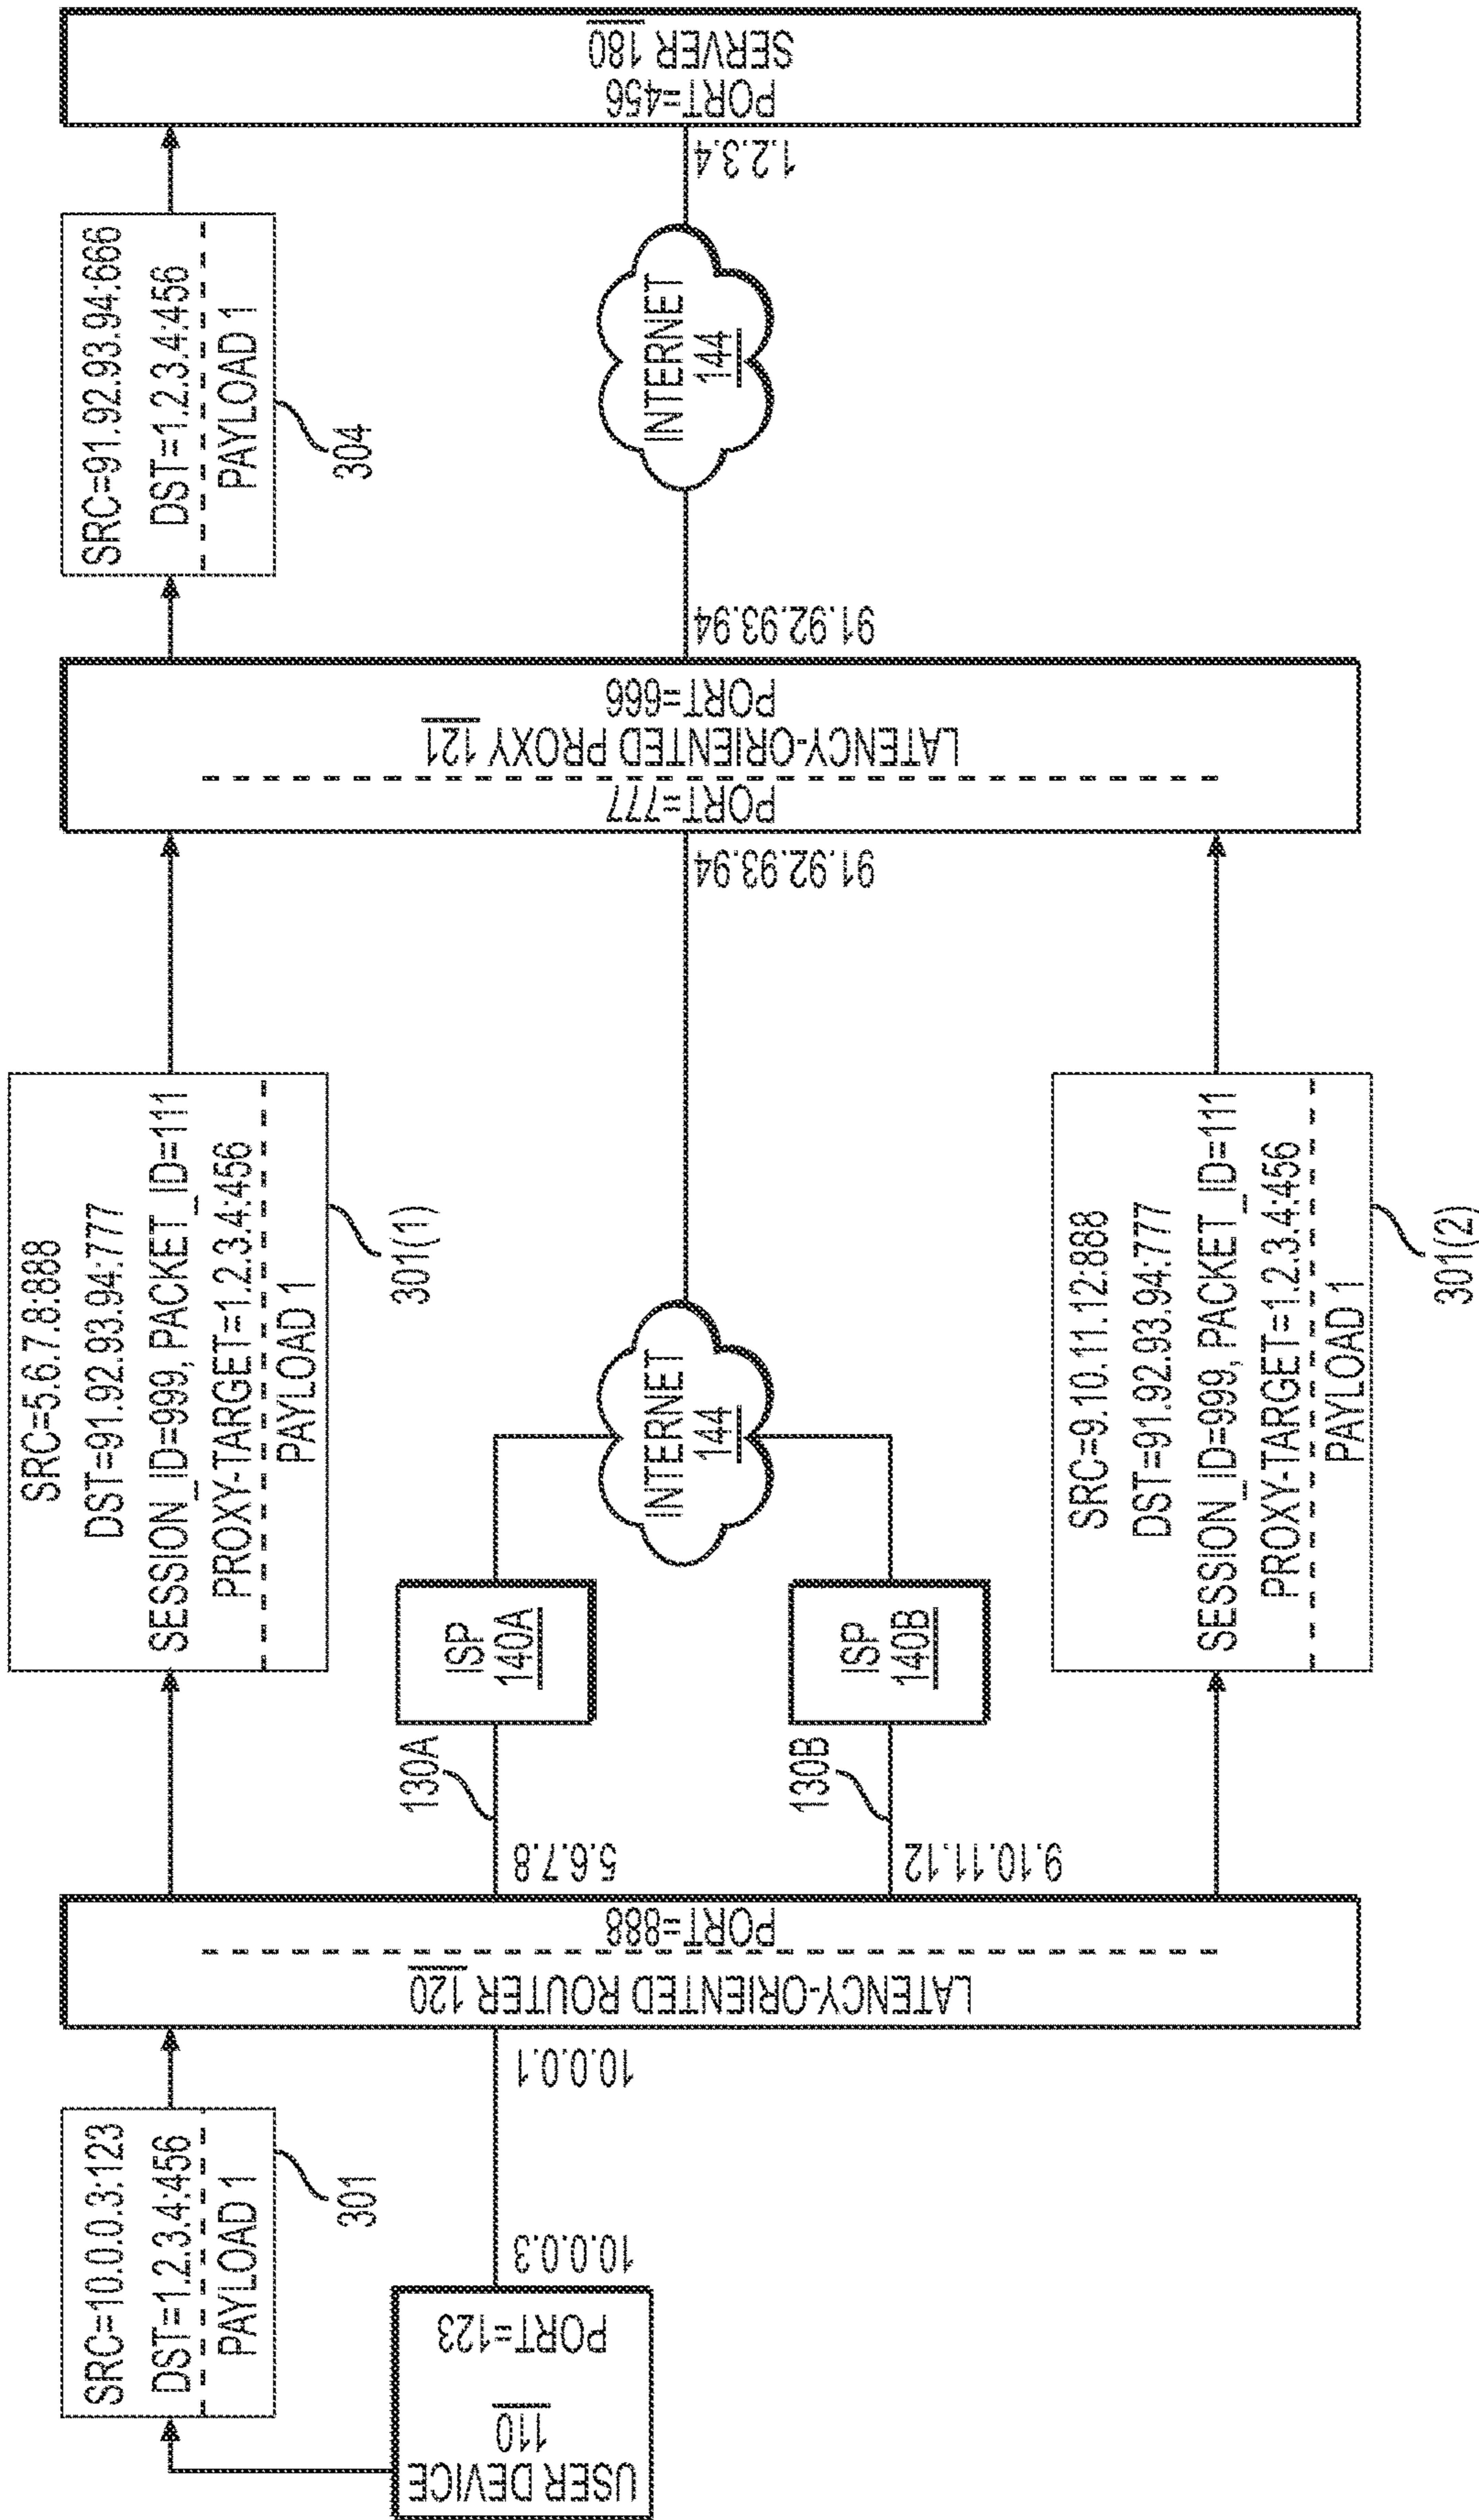 SRC=10.0.0.3:123
DST=1.2.3.4:456
PAYLOAD 1
301
USER DEVICE
110
PORT=123
10.0.0.3
10.0.0.1
LATENCY-ORIENTED ROUTER 120
PORT=888
5.6.7.8
9.10.11.12
130A
130B
ISP
140A
ISP
140B
SRC=5.6.7.8:888
DST=91.92.93.94:777
SESSION_ID=999, PACKET_ID=111
PROXY-TARGET=1.2.3.4:456
PAYLOAD 1
301(1)
INTERNET
144
SRC=9.10.11.12:888
DST=91.92.93.94:777
SESSION_ID=999, PACKET_ID=111
PROXY-TARGET=1.2.3.4:456
PAYLOAD 1
301(2)
91.92.93.94
PORT=777
LATENCY-ORIENTED PROXY 121
PORT=666
91.92.93.94
SRC=91.92.93.94:666
DST=1.2.3.4:456
PAYLOAD 1
304
INTERNET
144
1.2.3.4
PORT=456
SERVER 180